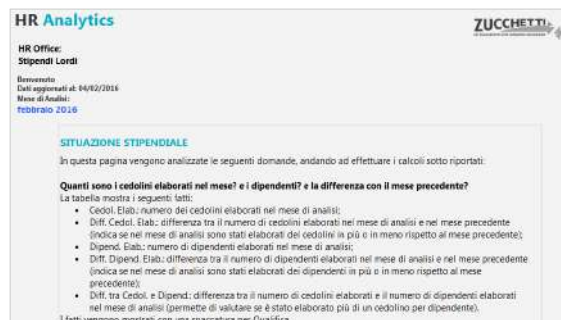 HR Analytics
ZUCCHETTI
HR Office:
Stipendi Lordi
Benvenuto
Dati aggiornati al: 04/02/2016
Mese di Analisi:
febbraio 2016
SITUAZIONE STIPENDIALE
In questa pagina vengono analizzate le seguenti domande, andando ad effettuare i calcoli sotto riportati:
Quanti sono i cedolini elaborati nel mese? e i dipendenti? e la differenza con il mese precedente?
La tabella mostra i seguenti fatti:
• Cedol. Elab.: numero dei cedolini elaborati nel mese di analisi;
• Diff. Cedol. Elab.: differenza tra il numero di cedolini elaborati nel mese di analisi e nel mese precedente
(indica se nel mese di analisi sono stati elaborati dei cedolini in più o in meno rispetto al mese precedente);
• Dipend. Elab.: numero di dipendenti elaborati nel mese di analisi;
• Diff. Dipend. Elab.: differenza tra il numero di dipendenti elaborati nel mese di analisi e nel mese precedente
(indica se nel mese di analisi sono stati elaborati dei dipendenti in più o in meno rispetto al mese
precedente);
• Diff. tra Cedol. e Dipend.: differenza tra il numero di cedolini elaborati e il numero di dipendenti elaborati
nel mese di analisi (permette di valutare se è stato elaborato più di un cedolino per dipendente).
I fatti vengono mostrati con una spaccatura per Qualifica.